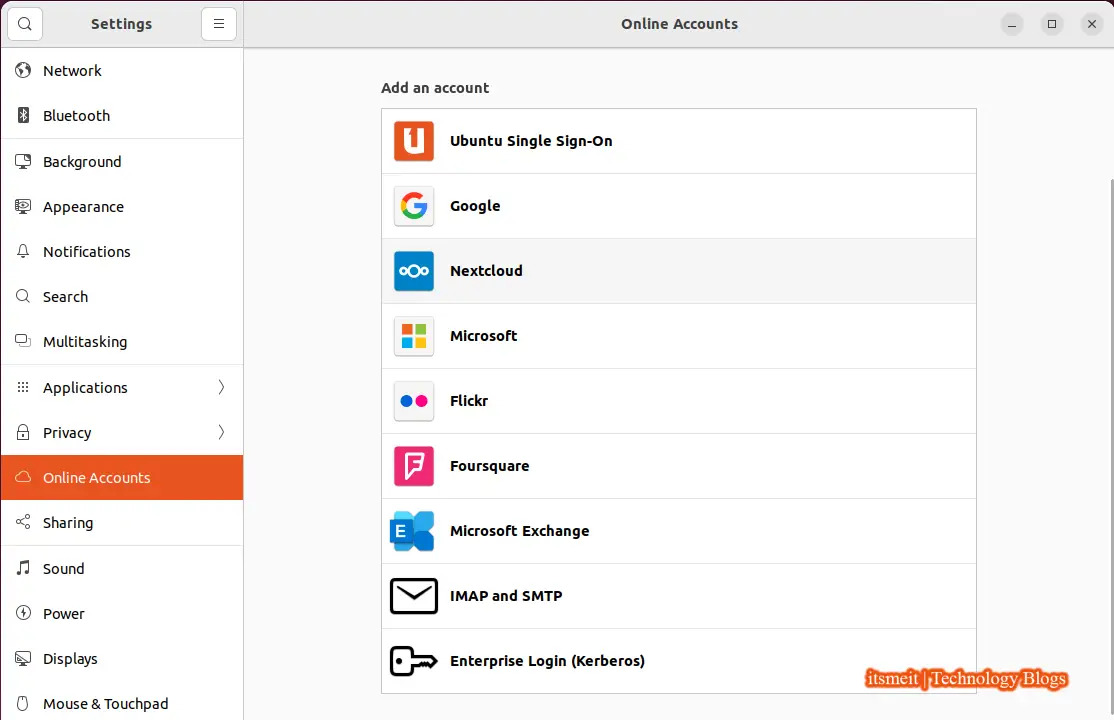 Settings
Online Accounts
Network
Bluetooth
Background
Appearance
Notifications
Search
Multitasking
Applications
Privacy
Online Accounts
Sharing
Sound
Power
Displays
Mouse & Touchpad
Add an account
Ubuntu Single Sign-On
Google
Nextcloud
Microsoft
Flickr
Foursquare
E
Microsoft Exchange
IMAP and SMTP
Enterprise Login (Kerberos)
itsmeit | Technology Blogs